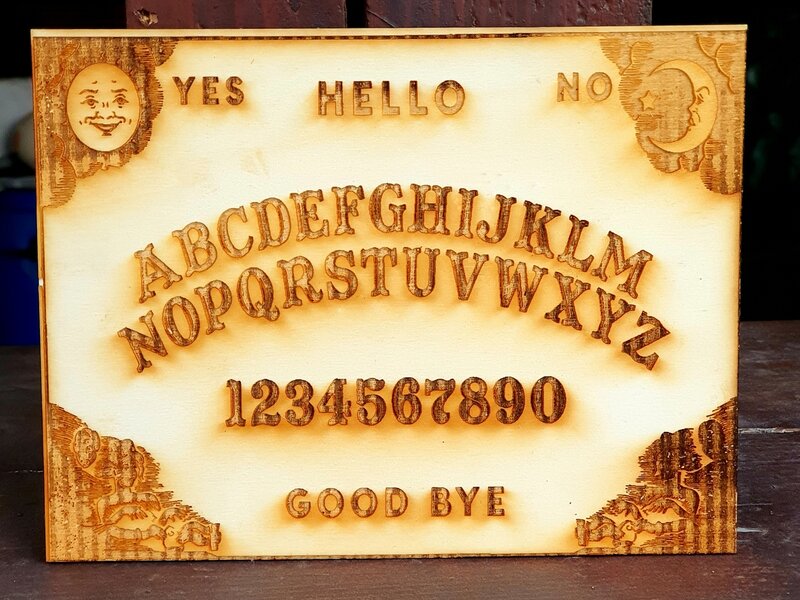 YES HELLO NO
ABCDEFGHIJKLM
NOPQRSTUVWXYZ
1234567890
GOOD BYE